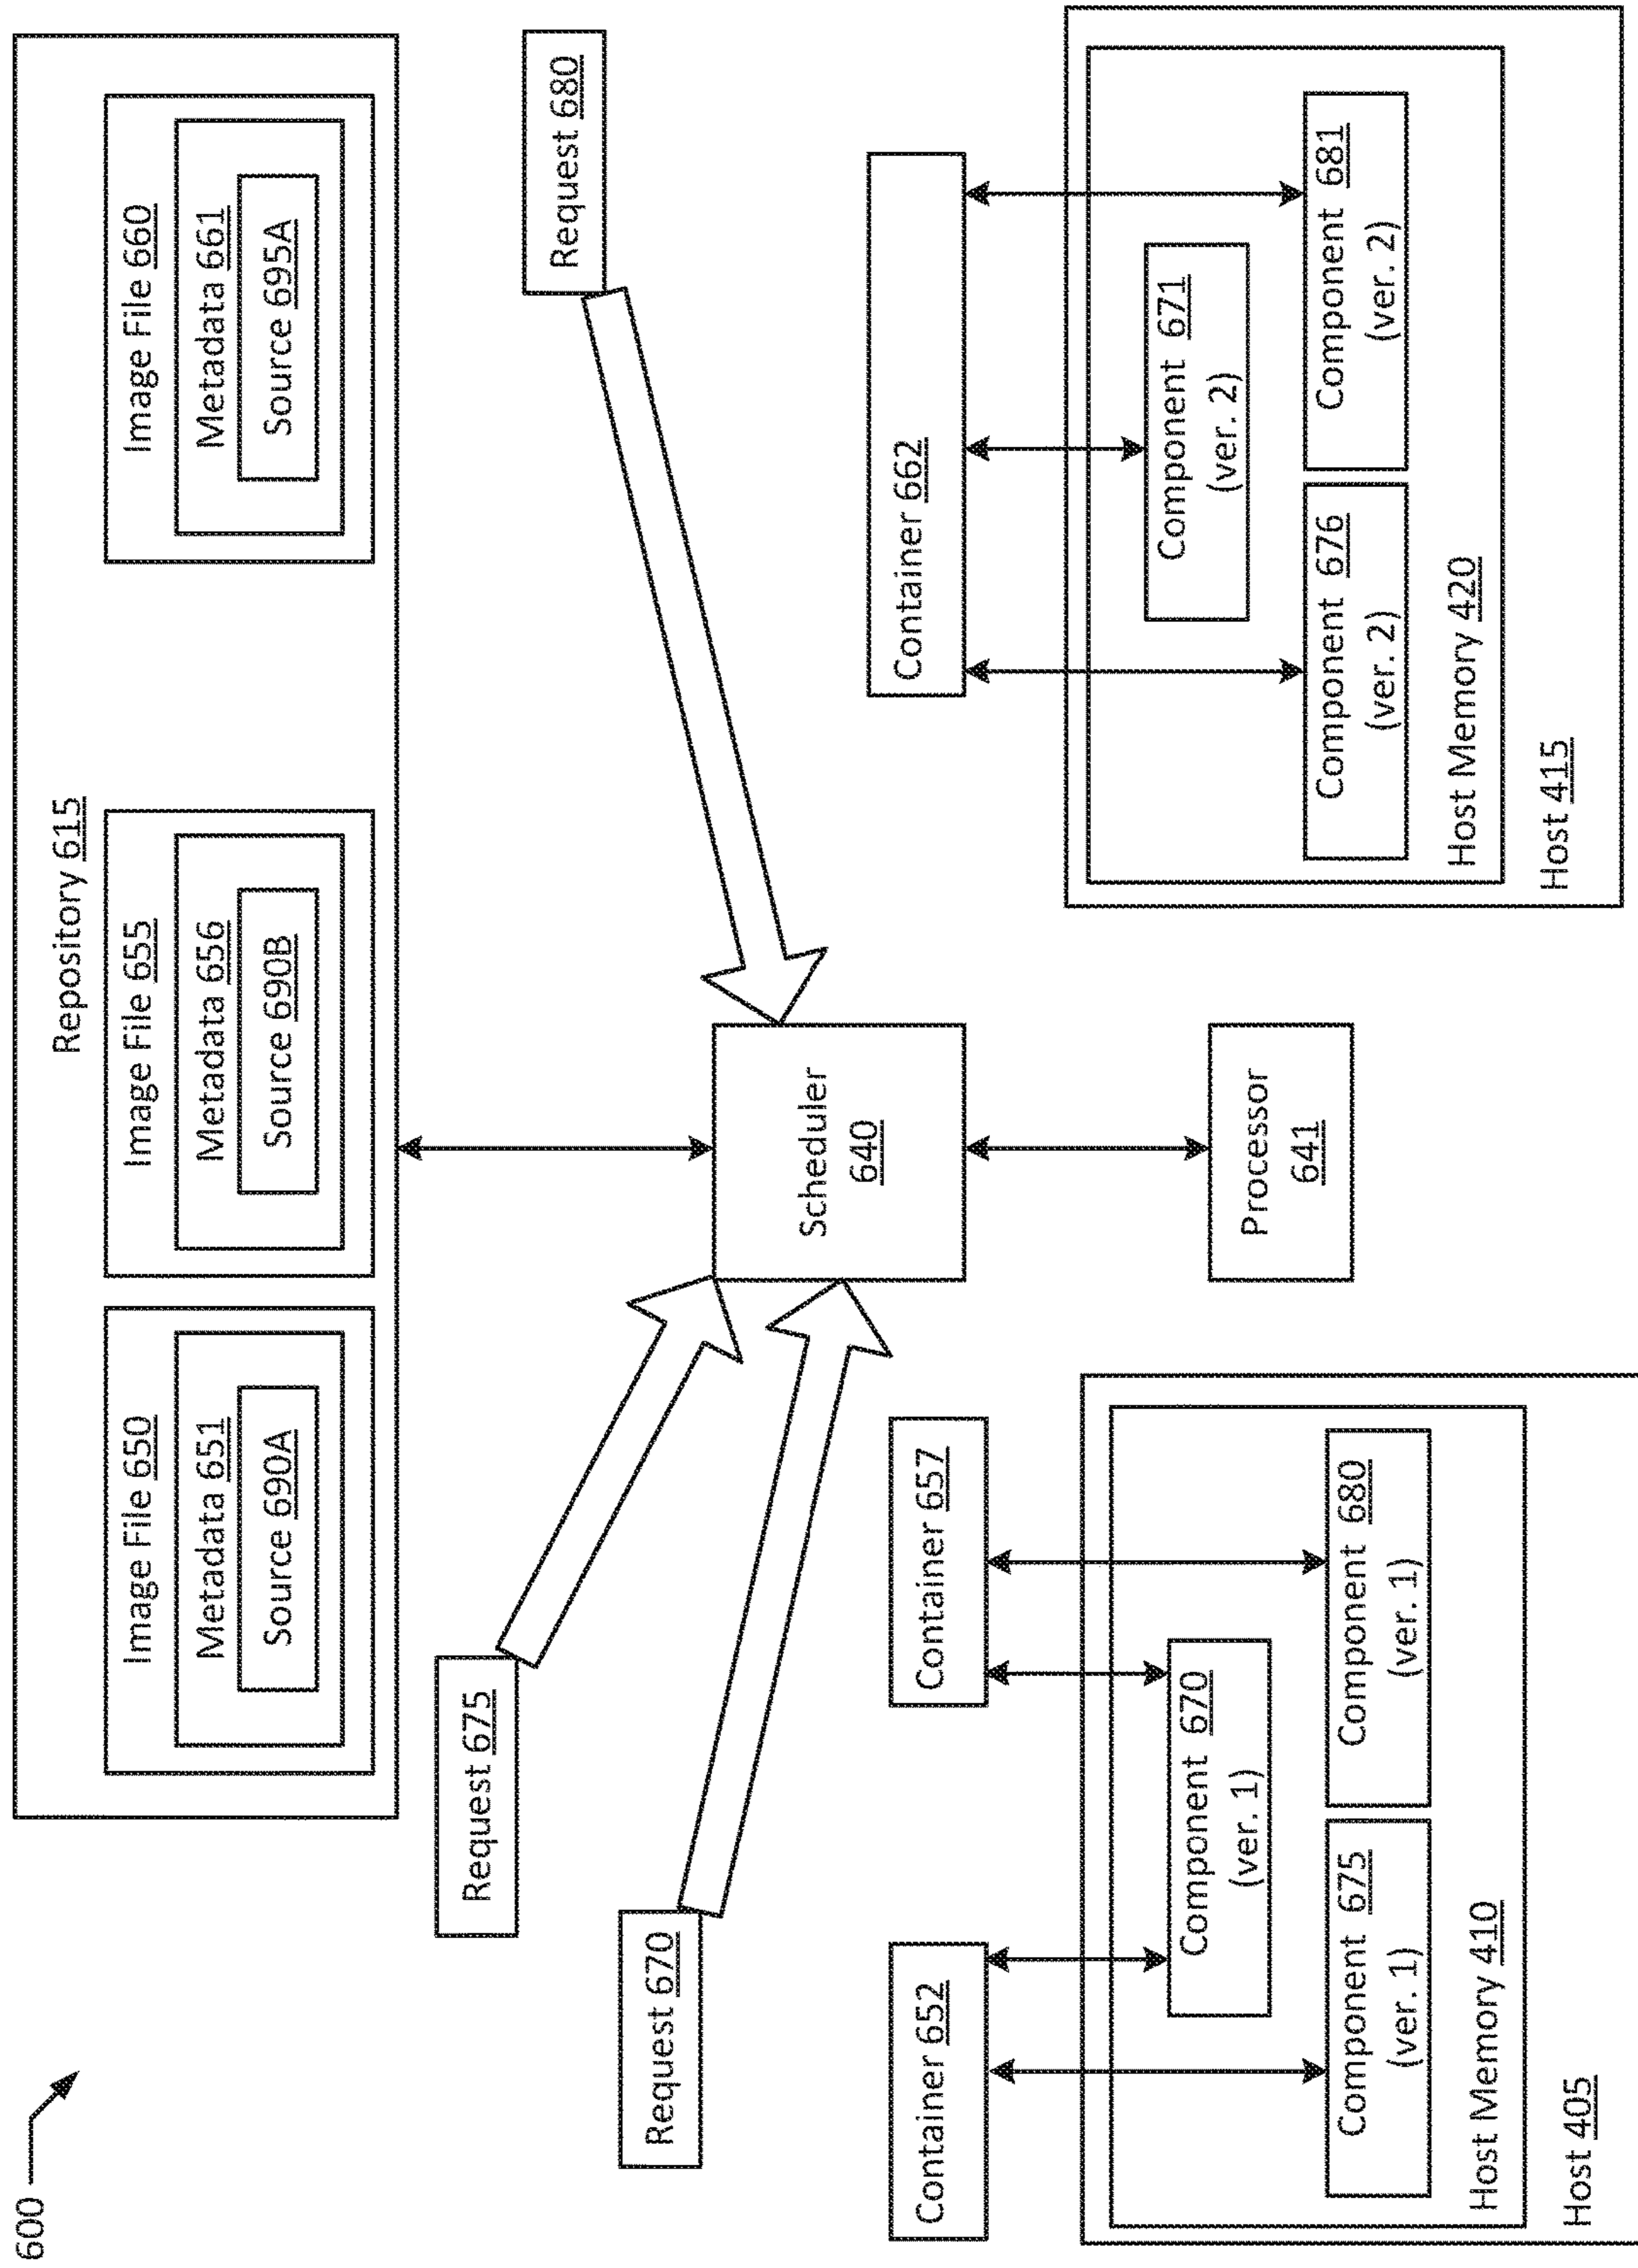 600
Repository 615
Image File 650
Metadata 651
Source 690A
Image File 655
Metadata 656
Source 690B
Image File 660
Metadata 661
Source 695A
Request 675
Request 670
Request 680
Scheduler
640
Processor
641
Container 652
Container 657
Component 670
(ver. 1)
Component 675
(ver. 1)
Component 680
(ver. 1)
Host Memory 410
Host 405
Container 662
Component 671
(ver. 2)
Component 676
(ver. 2)
Component 681
(ver. 2)
Host Memory 420
Host 415